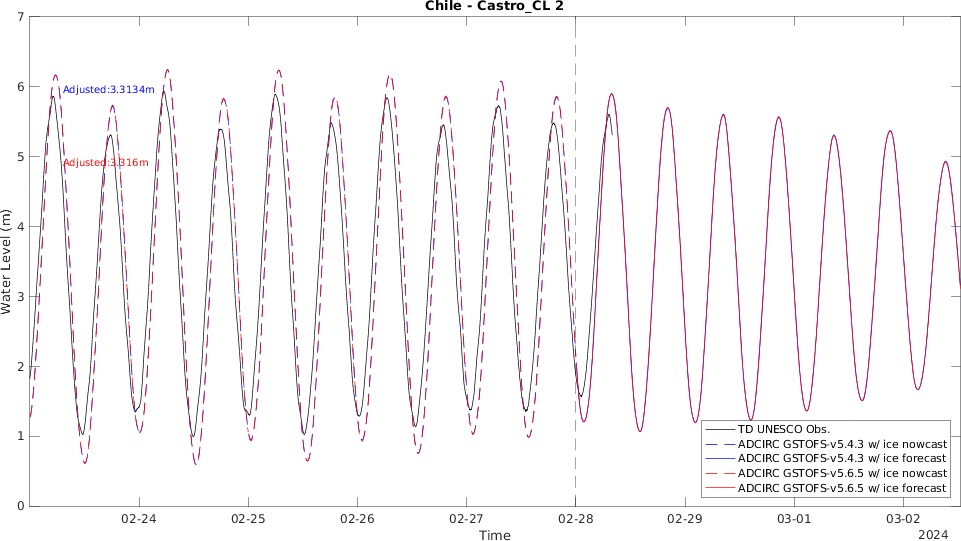 Chile - Castro_CL 2
7
6
5
4
3
2
1
0
Water Level (m)
Adjusted:3.3134m
Adjusted:3.316m
TD UNESCO Obs.
ADCIRC GSTOFS-v5.4.3 w/ ice nowcast
ADCIRC GSTOFS-v5.4.3 w/ ice forecast
ADCIRC GSTOFS-v5.6.5 w/ ice nowcast
ADCIRC GSTOFS-v5.6.5 w/ ice forecast
02-24 02-25 02-26 02-27 02-28 02-29 03-01 03-02
Time
2024